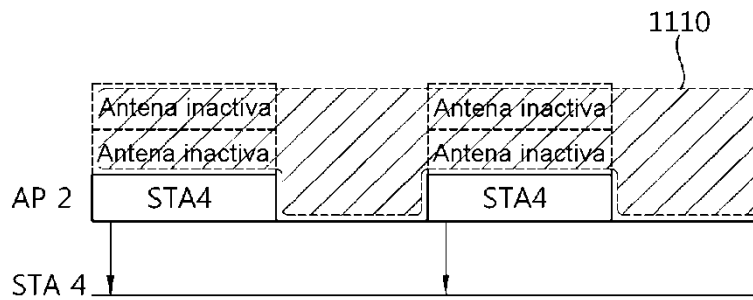 1110
Antena inactiva Antena inactiva
Antena inactiva Antena inactiva
AP 2 STA4 STA4
STA 4